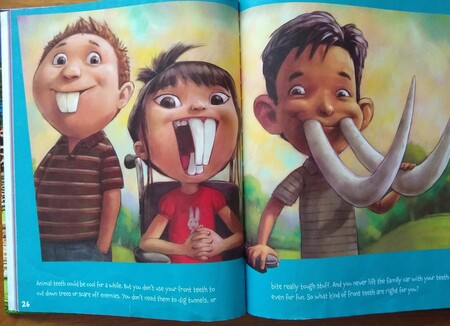 Animal teeth could be cool for a while. But you don't use your front teeth to
cut down trees or scare off enemies. You don't need them to dig tunnels, or
26
bite really tough stuff. And you never lift the family car with your teeth
even for fun. So what kind of front teeth are right for you?